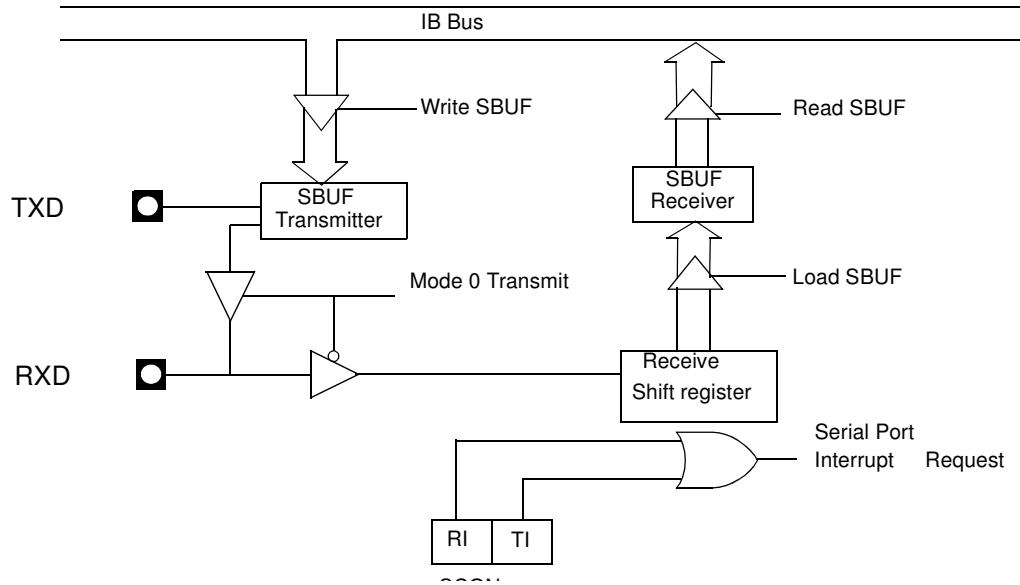 IB Bus
Write SBUF
Read SBUF
SBUF
Transmitter
SBUF
Receiver
TXD
Load SBUF
Mode 0 Transmit
RXD
Receive
Shift register
Serial Port
Interrupt Request
RI TI